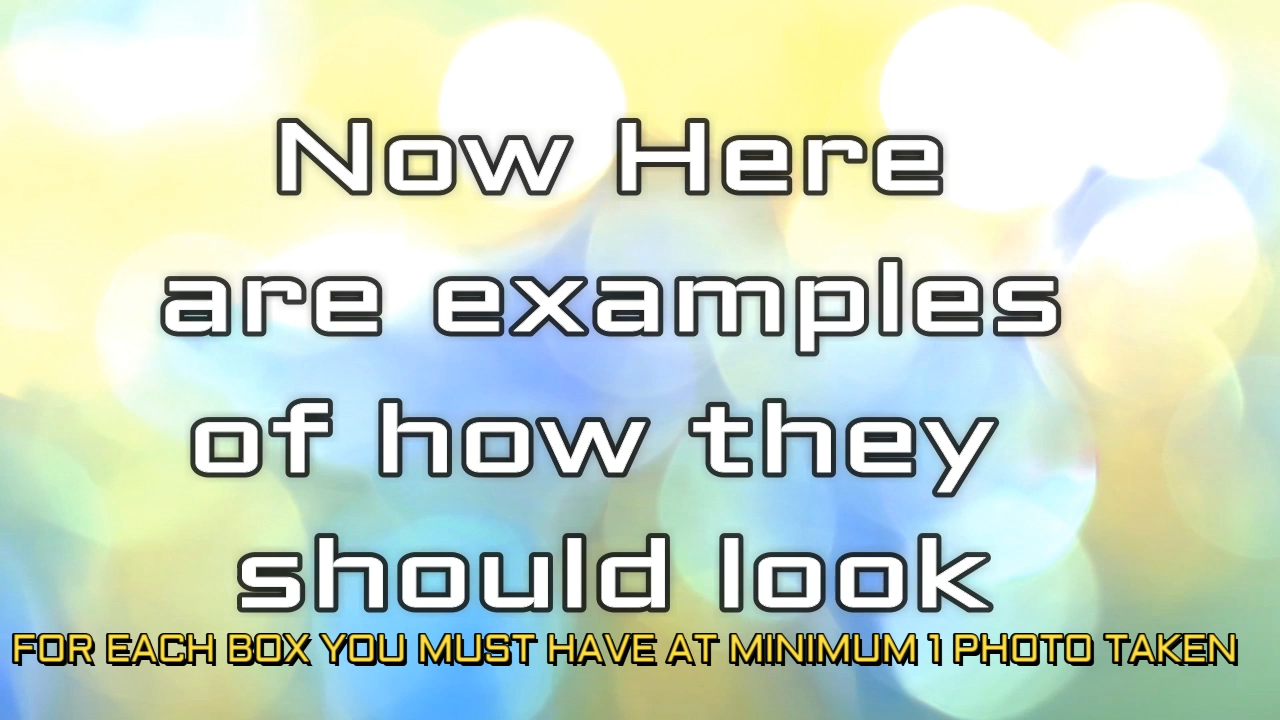 Now Here
are examples
of how they
should look
FOR EACH BOX YOU MUST HAVE AT MINIMUM 1 PHOTO TAKEN